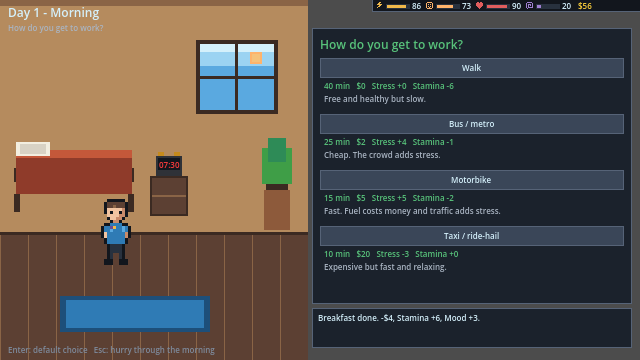 Day 1 - Morning
How do you get to work?
86 73 90 20 $56
07:30
How do you get to work?
Walk
40 min $0 Stress +0 Stamina -6
Free and healthy but slow.
Bus / metro
25 min $2 Stress +4 Stamina -1
Cheap. The crowd adds stress.
Motorbike
15 min $5 Stress +5 Stamina -2
Fast. Fuel costs money and traffic adds stress.
Taxi / ride-hail
10 min $20 Stress -3 Stamina +0
Expensive but fast and relaxing.
Breakfast done. -$4, Stamina +6, Mood +3.
Enter: default choice Esc: hurry through the morning